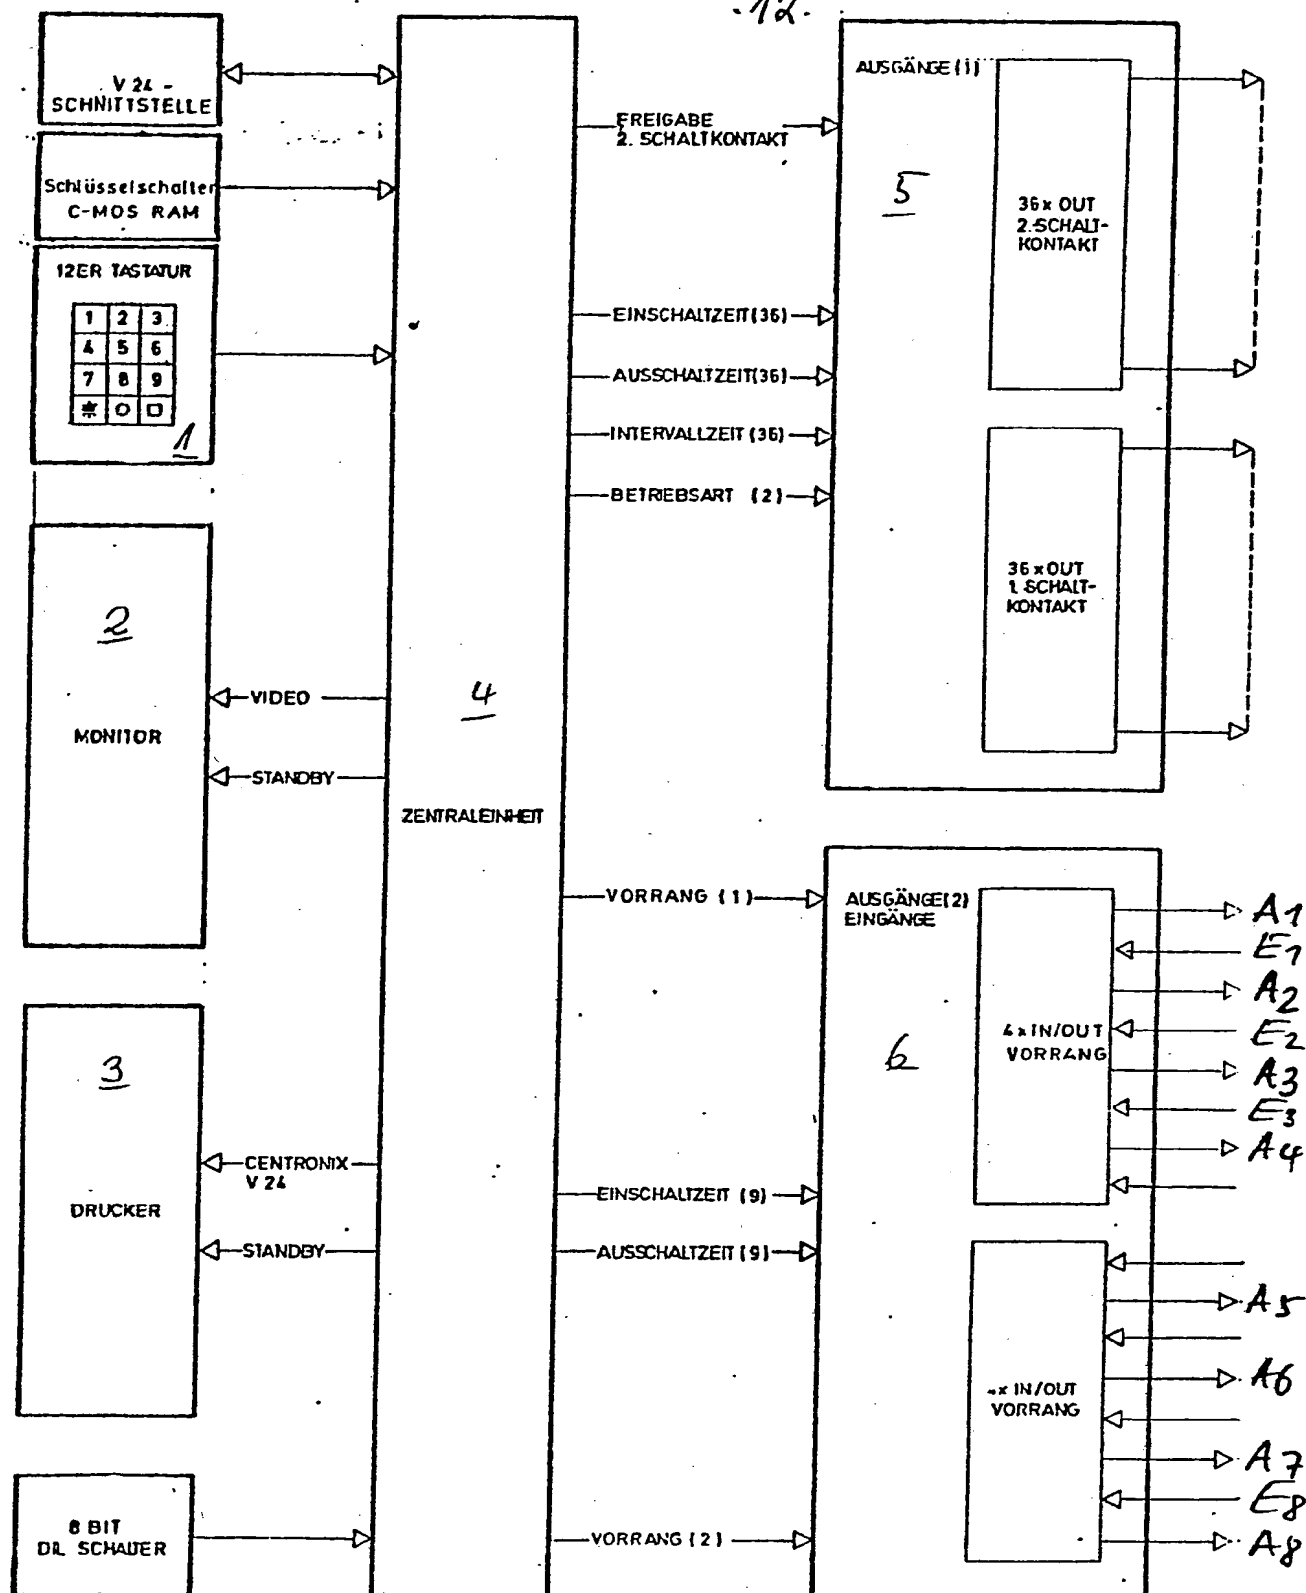 -12-
V 24 -
SCHNITTSTELLE
Schlüsselschalter
C-MOS RAM
12ER TASTATUR
1 2 3
4 5 6
7 8 9
1
2
MONITOR
3
DRUCKER
8 BIT
DIL SCHALTER
VIDEO
STANDBY
CENTRONIX
V 24
STANDBY
4
ZENTRALEINHEIT
FREIGABE
2. SCHALTKONTAKT
EINSCHALTZEIT (36)
AUSSCHALTZEIT (36)
INTERVALLZEIT (36)
BETRIEBSART (2)
VORRANG (1)
EINSCHALTZEIT (9)
AUSSCHALTZEIT (9)
VORRANG (2)
AUSGÄNGE (1)
5
36x OUT
2.SCHALT-
KONTAKT
36x OUT
1. SCHALT-
KONTAKT
AUSGÄNGE (2)
EINGÄNGE
6
4x IN/OUT
VORRANG
x IN/OUT
VORRANG
A1
E1
A2
E2
A3
E3
A4
A5
A6
A7
E8
A8